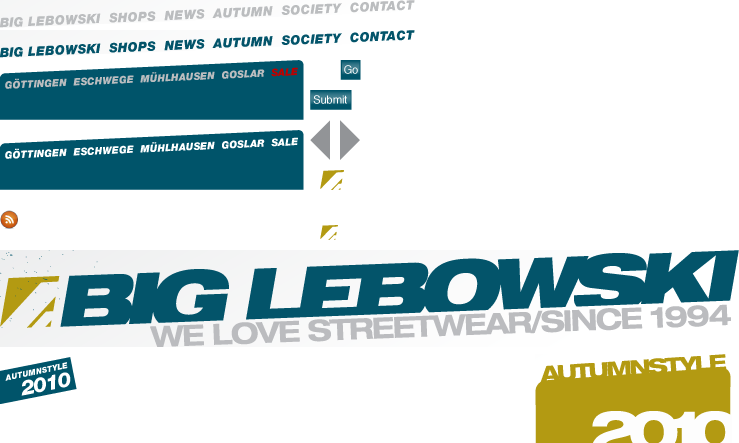 BIG LEBOWSKI SHOPS NEWS AUTUMN SOCIETY CONTACT
BIG LEBOWSKI SHOPS NEWS AUTUMN SOCIETY CONTACT
GÖTTINGEN ESCHWEGE MÜHLHAUSEN GOSLAR SALE
Go
Submit
GÖTTINGEN ESCHWEGE MÜHLHAUSEN GOSLAR SALE
BIG LEBOWSKI
WE LOVE STREETWEAR/SINCE 1994
AUTUMNSTYLE
2010
AUTUMNSTYLE
2010